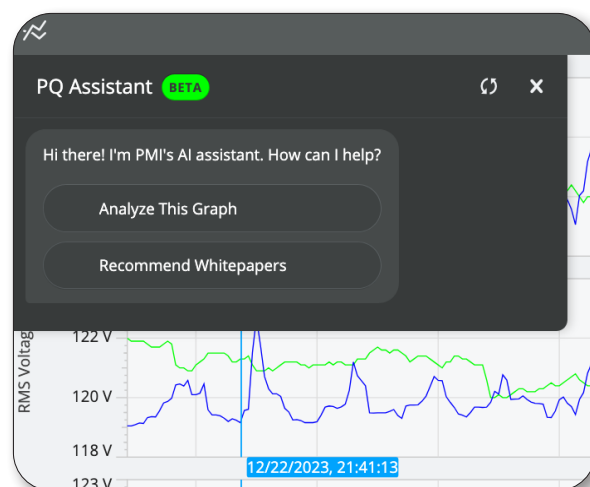 PQ Assistant BETA
Hi there! I'm PMI's AI assistant. How can I help?
Analyze This Graph
Recommend Whitepapers
122 V
RMS Voltag
120 V
118 V
12/22/2023, 21:41:13
123 V